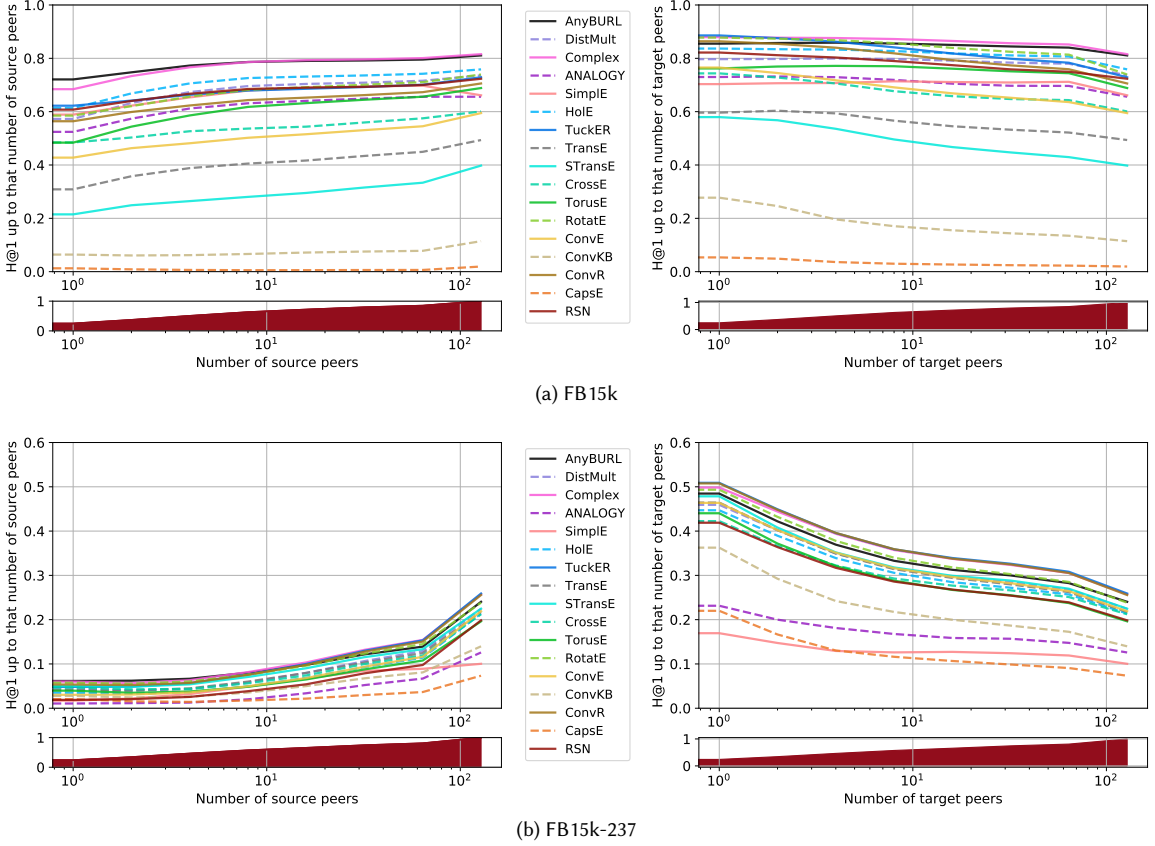 H@1 up to that number of source peers
1.0
0.8
0.6
0.4
0.2
0.0
1
0
10^0
10^1
10^2
Number of source peers
AnyBURL
DistMult
Complex
ANALOGY
SimplE
HolE
TuckER
TransE
STransE
CrossE
TorusE
RotatE
ConvE
ConvKB
ConvR
CapsE
RSN
H@1 up to that number of target peers
1.0
0.8
0.6
0.4
0.2
0.0
1
0
10^0
10^1
10^2
Number of target peers
(a) FB15k
H@1 up to that number of source peers
0.6
0.5
0.4
0.3
0.2
0.1
0.0
1
0
10^0
10^1
10^2
Number of source peers
AnyBURL
DistMult
Complex
ANALOGY
SimplE
HolE
TuckER
TransE
STransE
CrossE
TorusE
RotatE
ConvE
ConvKB
ConvR
CapsE
RSN
H@1 up to that number of target peers
0.6
0.5
0.4
0.3
0.2
0.1
0.0
1
0
10^0
10^1
10^2
Number of target peers
(b) FB15k-237